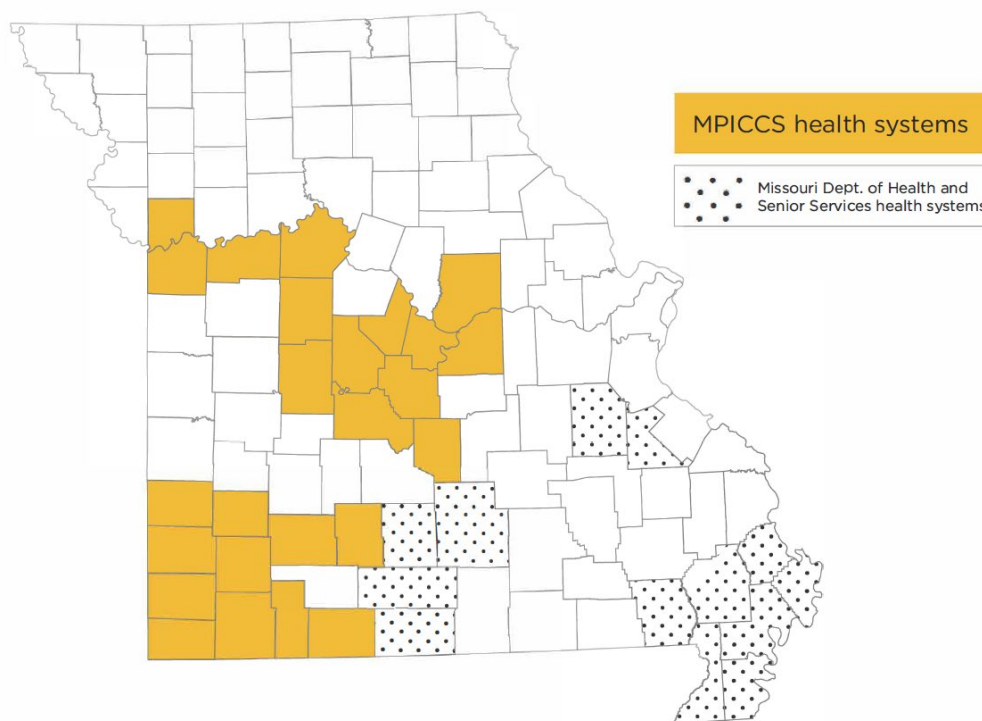 MPICCS health systems
Missouri Dept. of Health and
Senior Services health systems